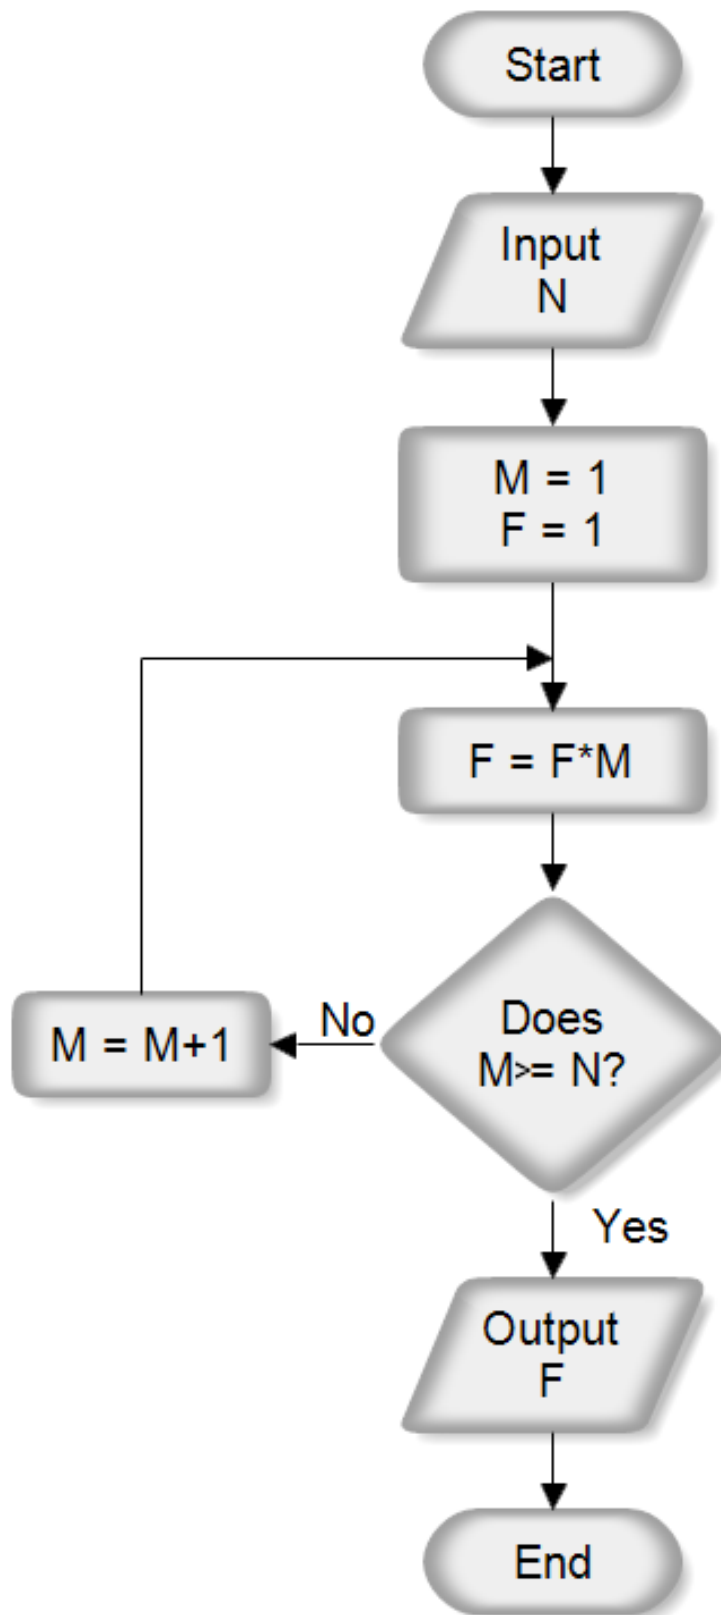 Start
Input
N
M = 1
F = 1
F = F*M
Does
M>= N?
No
M = M+1
Yes
Output
F
End